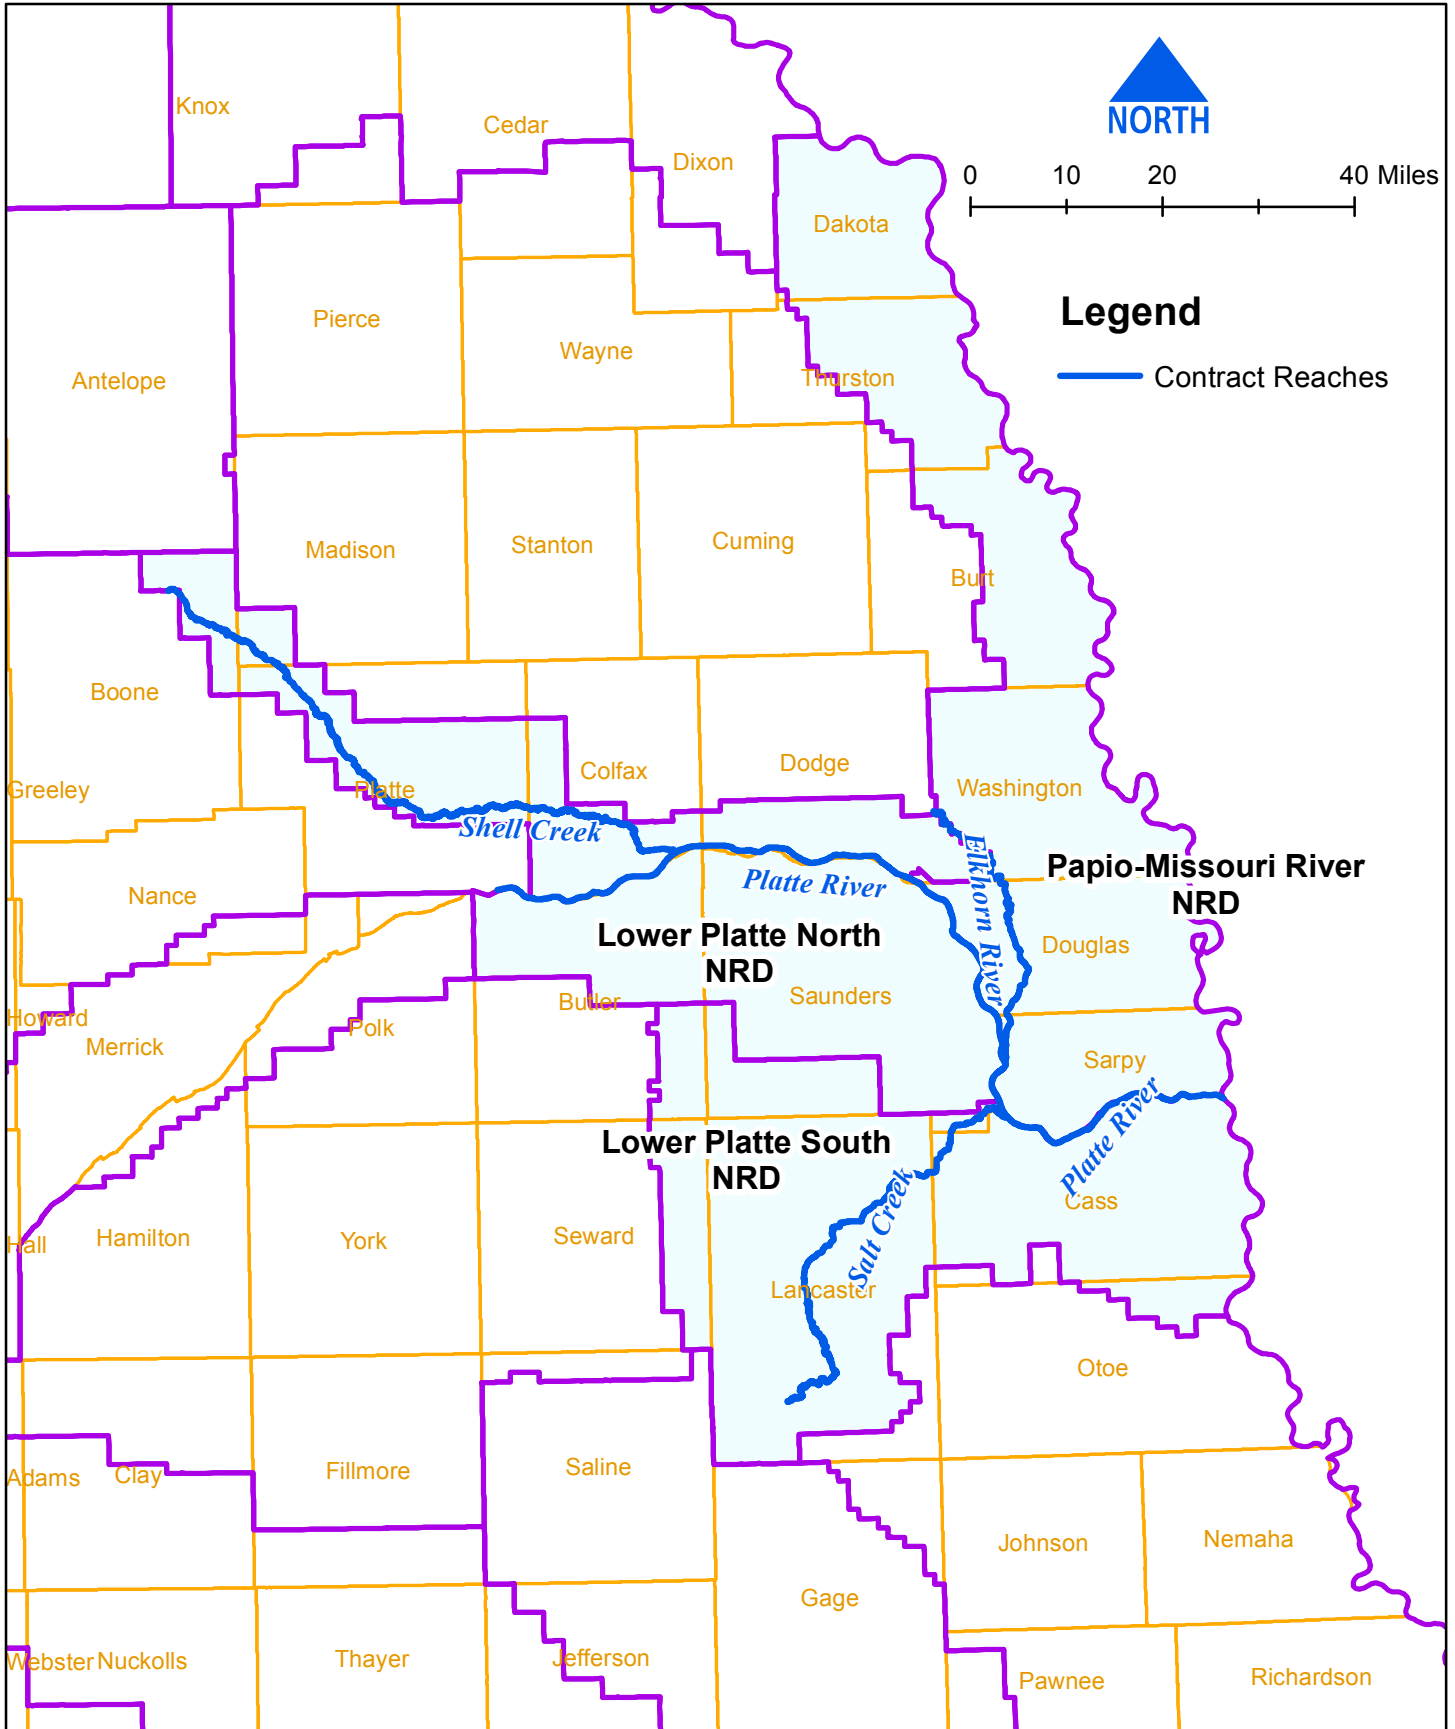 Knox
Cedar
Dixon
NORTH
0 10 20 40 Miles
Dakota
Legend
Contract Reaches
Pierce
Wayne
Antelope
Thurston
Madison
Stanton
Cuming
Burt
Boone
Greeley
Platte
Colfax
Dodge
Washington
Shell Creek
Elkhorn River
Papio-Missouri River
NRD
Platte River
Nance
Lower Platte North
NRD
Douglas
Butler
Saunders
Howard
Merrick
Polk
Sarpy
Lower Platte South
NRD
Platte River
Cass
Salt Creek
Hall
Hamilton
York
Seward
Lancaster
Otoe
Adams
Clay
Fillmore
Saline
Johnson
Nemaha
Gage
Webster
Nuckolls
Thayer
Jefferson
Pawnee
Richardson